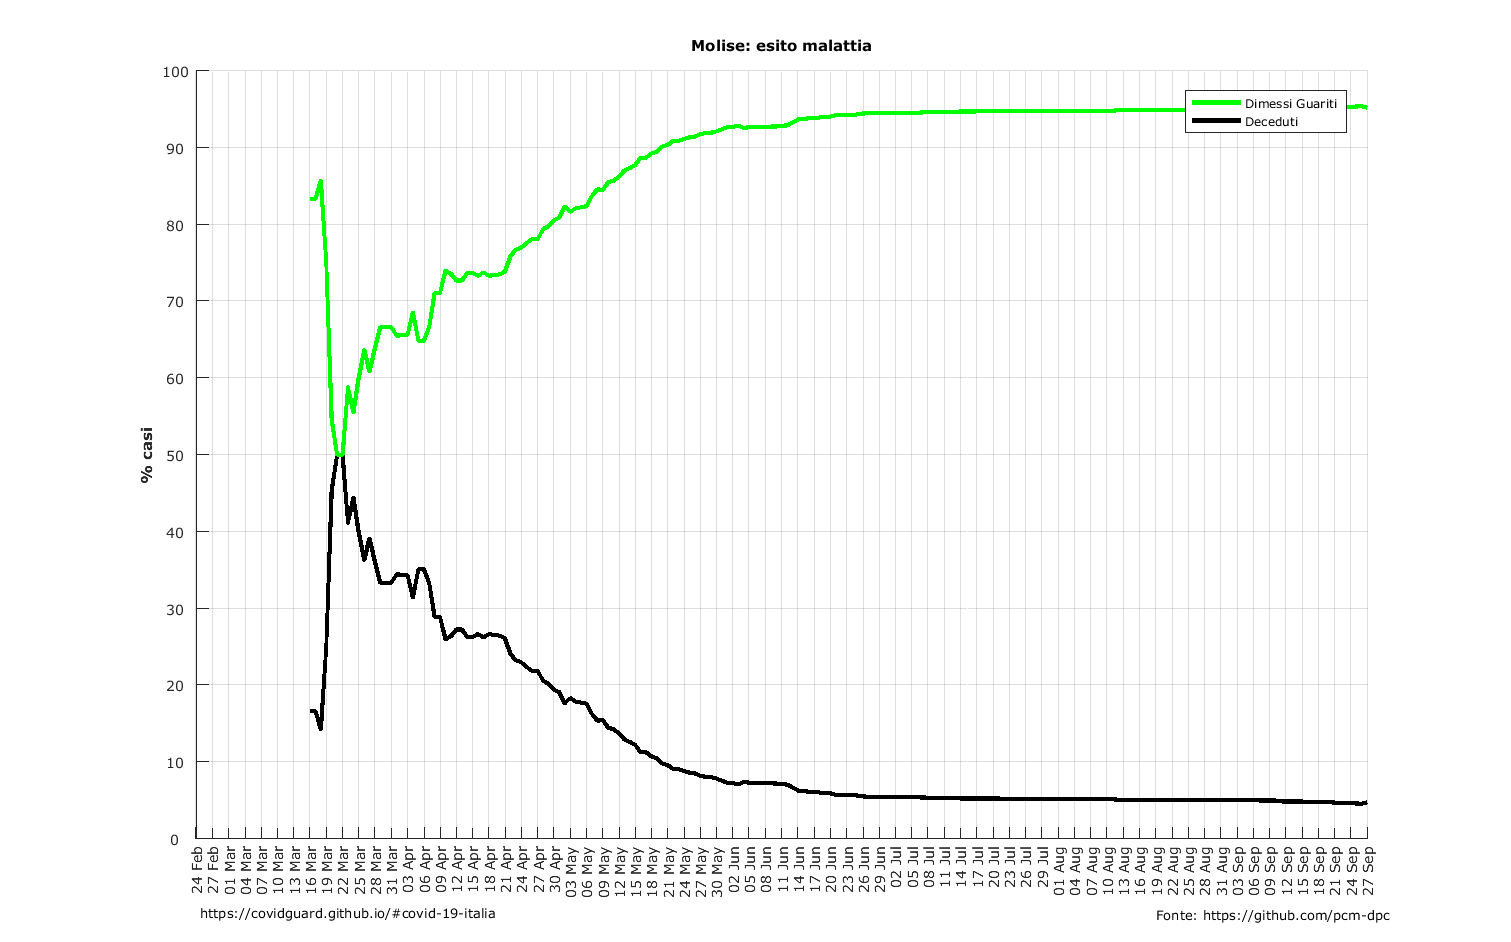 Molise: esito malattia
100
90
80
70
60
50
40
30
20
10
0
% casi
Dimessi Guariti
Deceduti
24 Feb
27 Feb
01 Mar
04 Mar
07 Mar
10 Mar
13 Mar
16 Mar
19 Mar
22 Mar
25 Mar
28 Mar
31 Mar
03 Apr
06 Apr
09 Apr
12 Apr
15 Apr
18 Apr
21 Apr
24 Apr
27 Apr
30 Apr
03 May
06 May
09 May
12 May
15 May
18 May
21 May
24 May
27 May
30 May
02 Jun
05 Jun
08 Jun
11 Jun
14 Jun
17 Jun
20 Jun
23 Jun
26 Jun
29 Jun
02 Jul
05 Jul
08 Jul
11 Jul
14 Jul
17 Jul
20 Jul
23 Jul
26 Jul
29 Jul
01 Aug
04 Aug
07 Aug
10 Aug
13 Aug
16 Aug
19 Aug
22 Aug
25 Aug
28 Aug
31 Aug
03 Sep
06 Sep
09 Sep
12 Sep
15 Sep
18 Sep
21 Sep
24 Sep
27 Sep
https://covidguard.github.io/#covid-19-italia
Fonte: https://github.com/pcm-dpc